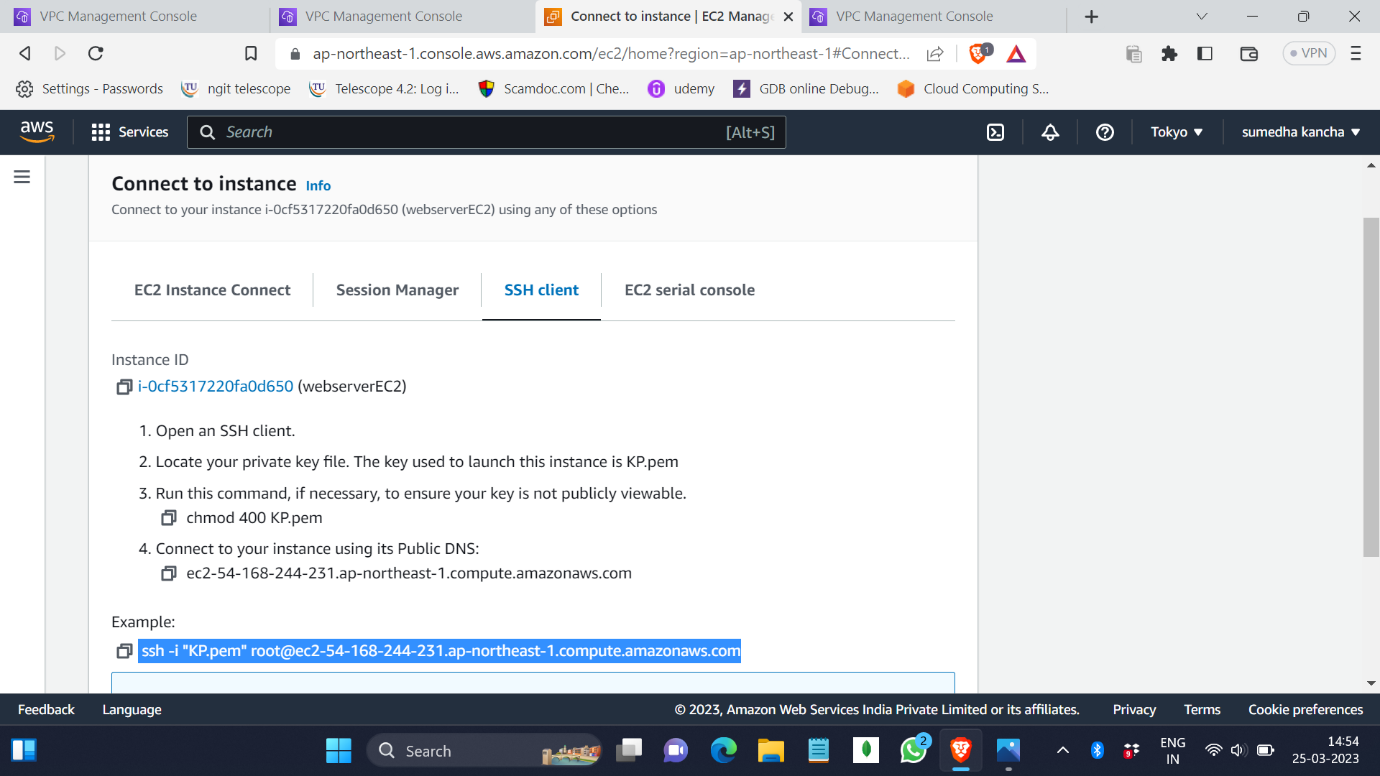 VPC Management Console
VPC Management Console
Connect to instance | EC2 Manage
VPC Management Console
ap-northeast-1.console.aws.amazon.com/ec2/home?region=ap-northeast-1#Connect...
1
VPN
Settings - Passwords
TU
ngit telescope
TU
Telescope 4.2: Log i...
Scamdoc.com | Che...
udemy
GDB online Debug...
Cloud Computing S...
aws
Services
Search
[Alt+S]
Tokyo ▼
sumedha kancha ▼
Connect to instance Info
Connect to your instance i-0cf5317220fa0d650 (webserverEC2) using any of these options
EC2 Instance Connect
Session Manager
SSH client
EC2 serial console
Instance ID
i-0cf5317220fa0d650 (webserverEC2)
1. Open an SSH client.
2. Locate your private key file. The key used to launch this instance is KP.pem
3. Run this command, if necessary, to ensure your key is not publicly viewable.
chmod 400 KP.pem
4. Connect to your instance using its Public DNS:
ec2-54-168-244-231.ap-northeast-1.compute.amazonaws.com
Example:
ssh -i "KP.pem" root@ec2-54-168-244-231.ap-northeast-1.compute.amazonaws.com
Feedback
Language
© 2023, Amazon Web Services India Private Limited or its affiliates.
Privacy
Terms
Cookie preferences
Search
2
9
ENG
IN
14:54
25-03-2023